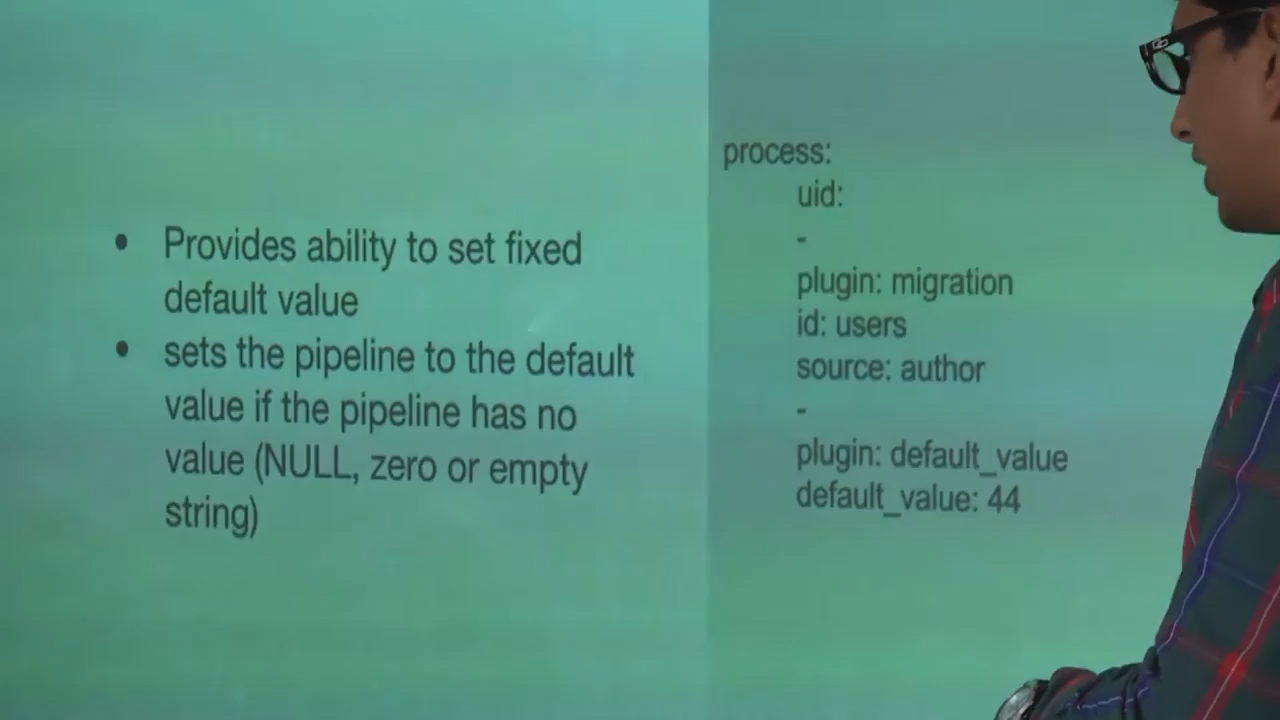 • Provides ability to set fixed
default value
• sets the pipeline to the default
value if the pipeline has no
value (NULL, zero or empty
string)
process:
uid:
-
plugin: migration
id: users
source: author
-
plugin: default_value
default_value: 44